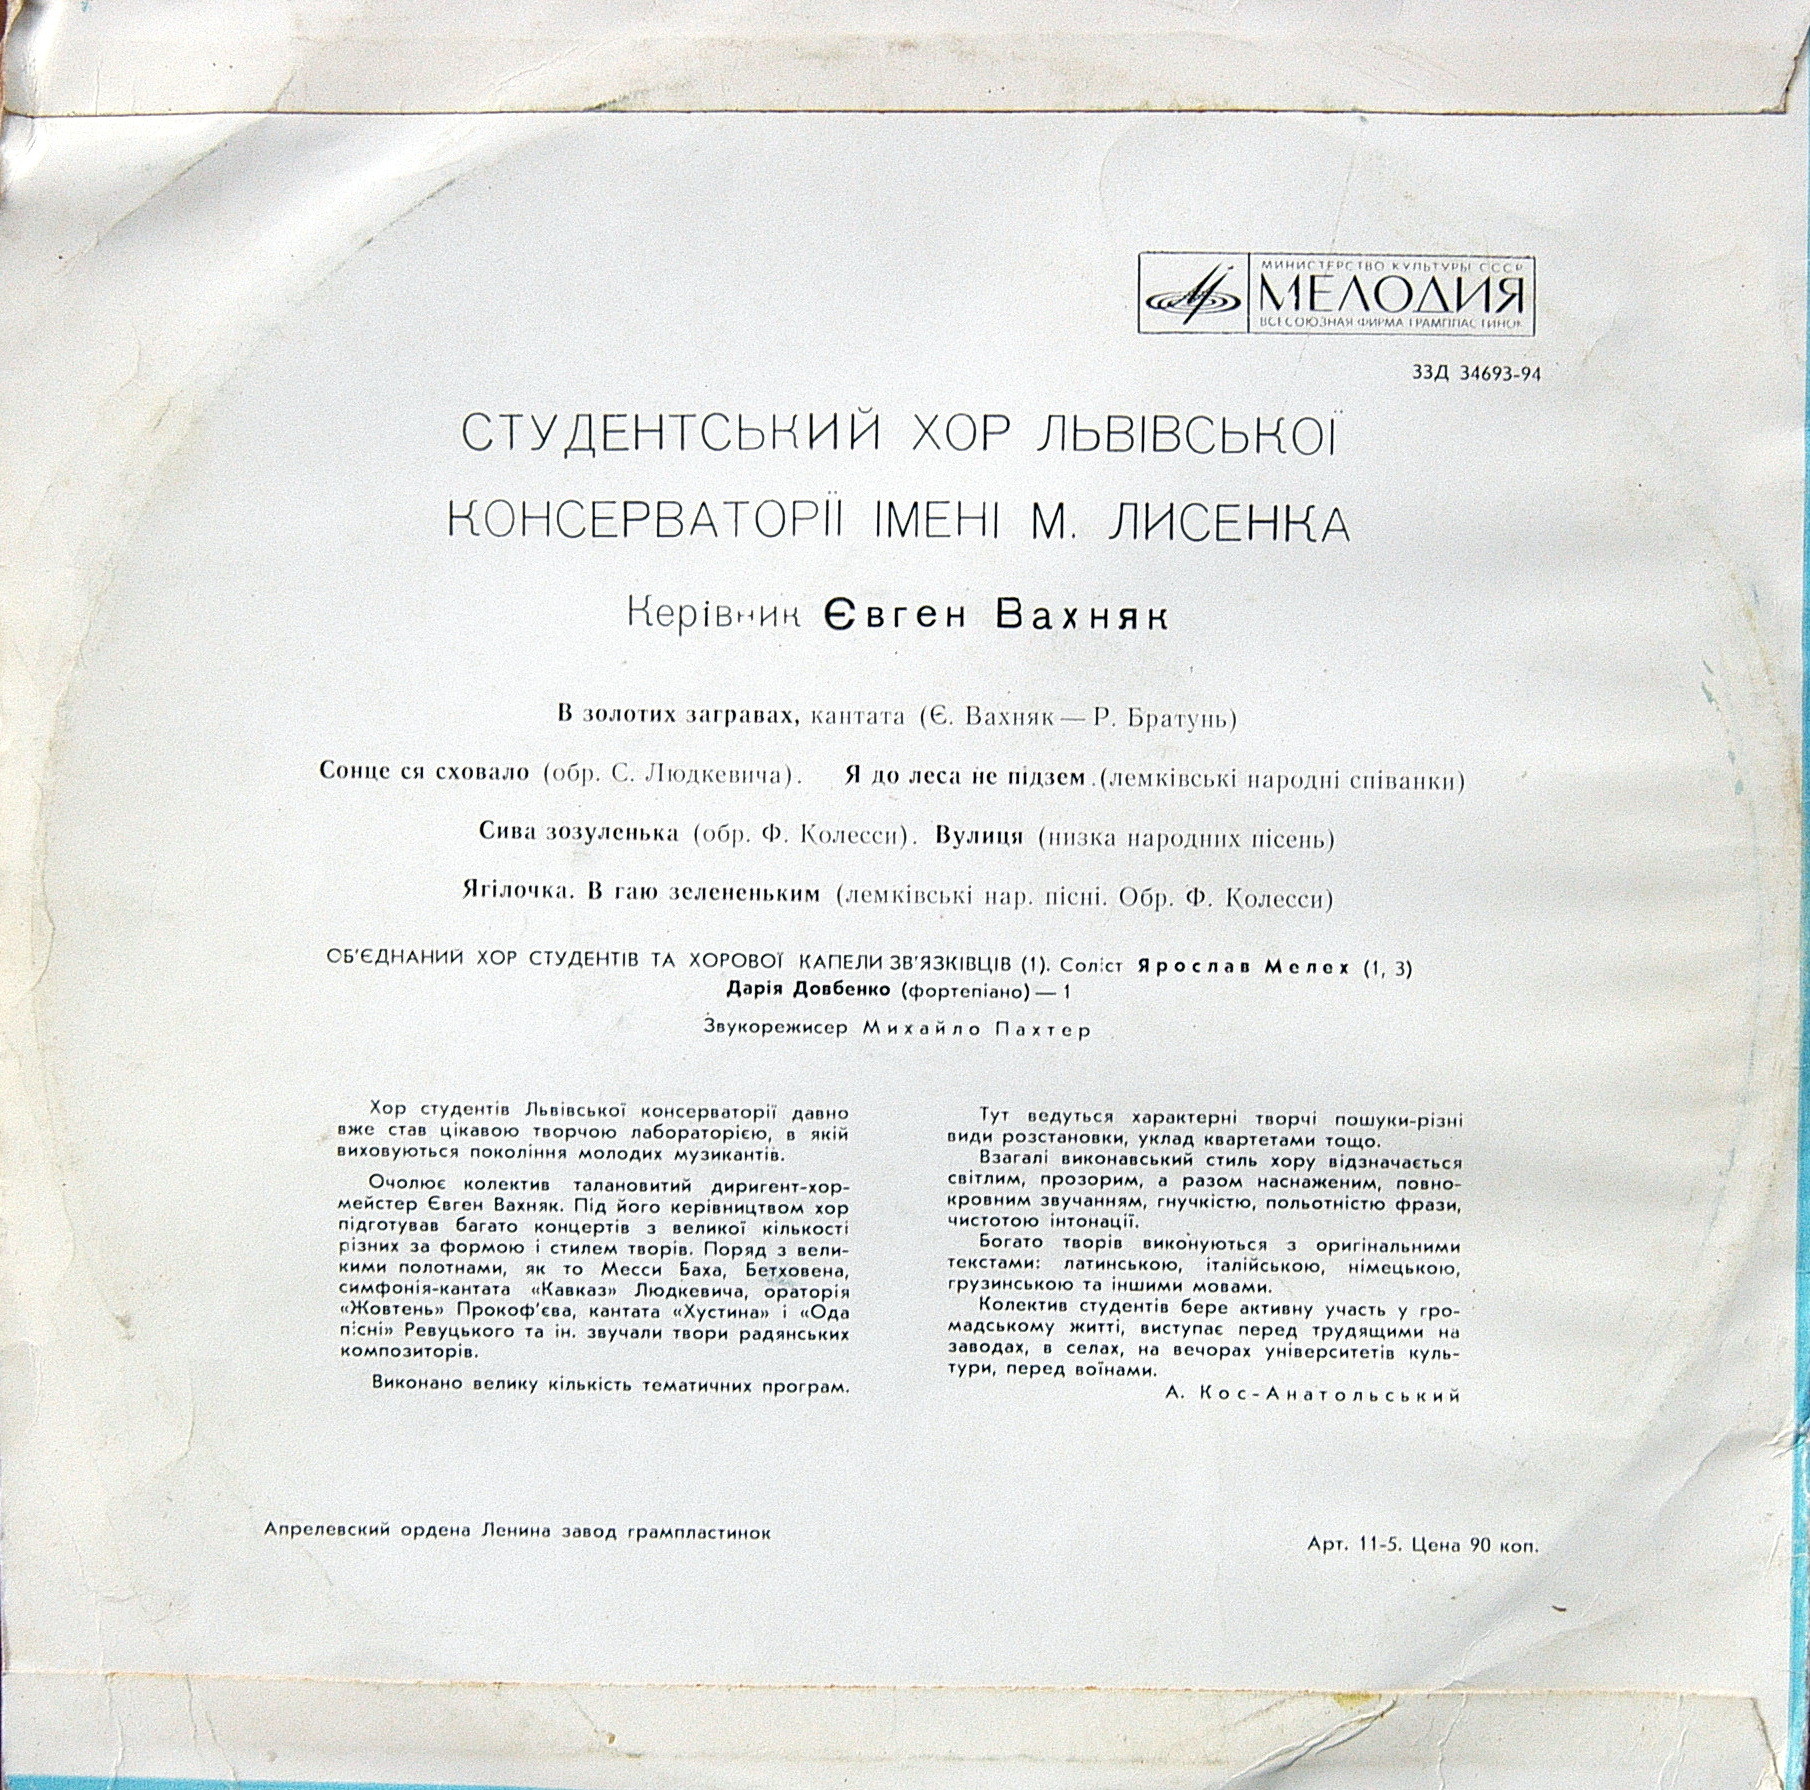 МИНИСТЕРСТВО КУЛЬТУРЫ СССР
МЕЛОДИЯ
ВСЕСОЮЗНАЯ ФИРМА ГРАМПЛАСТИНОК
33Д 34693-94
СТУДЕНТСЬКИЙ ХОР ЛЬВІВСЬКОЇ
КОНСЕРВАТОРІЇ ІМЕНІ М. ЛИСЕНКА
Керівник Євген Вахняк
В золотих загравах, кантата (Є. Вахняк — Р. Братунь)
Сонце ся сховало (обр. С. Людкевича). Я до леса не підзем (лемківські народні співанки)
Сива зозуленька (обр. Ф. Колесси). Вулиця (низка народних пісень)
Ягілочка. В гаю зелененьким (лемківські нар. пісні. Обр. Ф. Колесси)
ОБ'ЄДНАНИЙ ХОР СТУДЕНТІВ ТА ХОРОВОЇ КАПЕЛИ ЗВ'ЯЗКІВЦІВ (1). Соліст Ярослав Мелех (1, 3)
Дарія Довбенко (фортепіано) — 1
Звукорежисер Михайло Пахтер
Хор студентів Львівської консерваторії давно
вже став цікавою творчою лабораторією, в якій
виховуються покоління молодих музикантів.
Очолює колектив талановитий диригент-хор-
мейстер Євген Вахняк. Під його керівництвом хор
підготував багато концертів з великої кількості
різних за формою і стилем творів. Поряд з вели-
кими полотнами, як то Месси Баха, Бетховена,
симфонія-кантата «Кавказ» Людкевича, ораторія
«Жовтень» Прокоф'єва, кантата «Хустина» і «Ода
пісні» Ревуцького та ін. звучали твори радянських
композиторів.
Виконано велику кількість тематичних програм.
Тут ведуться характерні творчі пошуки-різні
види розстановки, уклад квартетами тощо.
Взагалі виконавський стиль хору відзначається
світлим, прозорим, а разом наснаженим, повно-
кровним звучанням, гнучкістю, польотністю фрази,
чистотою інтонації.
Богато творів виконуються з оригінальними
текстами: латинською, італійською, німецькою,
грузинською та іншими мовами.
Колектив студентів бере активну участь у гро-
мадському житті, виступає перед трудящими на
заводах, в селах, на вечорах університетів куль-
тури, перед воїнами.
А. Кос-Анатольський
Апрелевский ордена Ленина завод грампластинок
Арт. 11-5. Цена 90 коп.